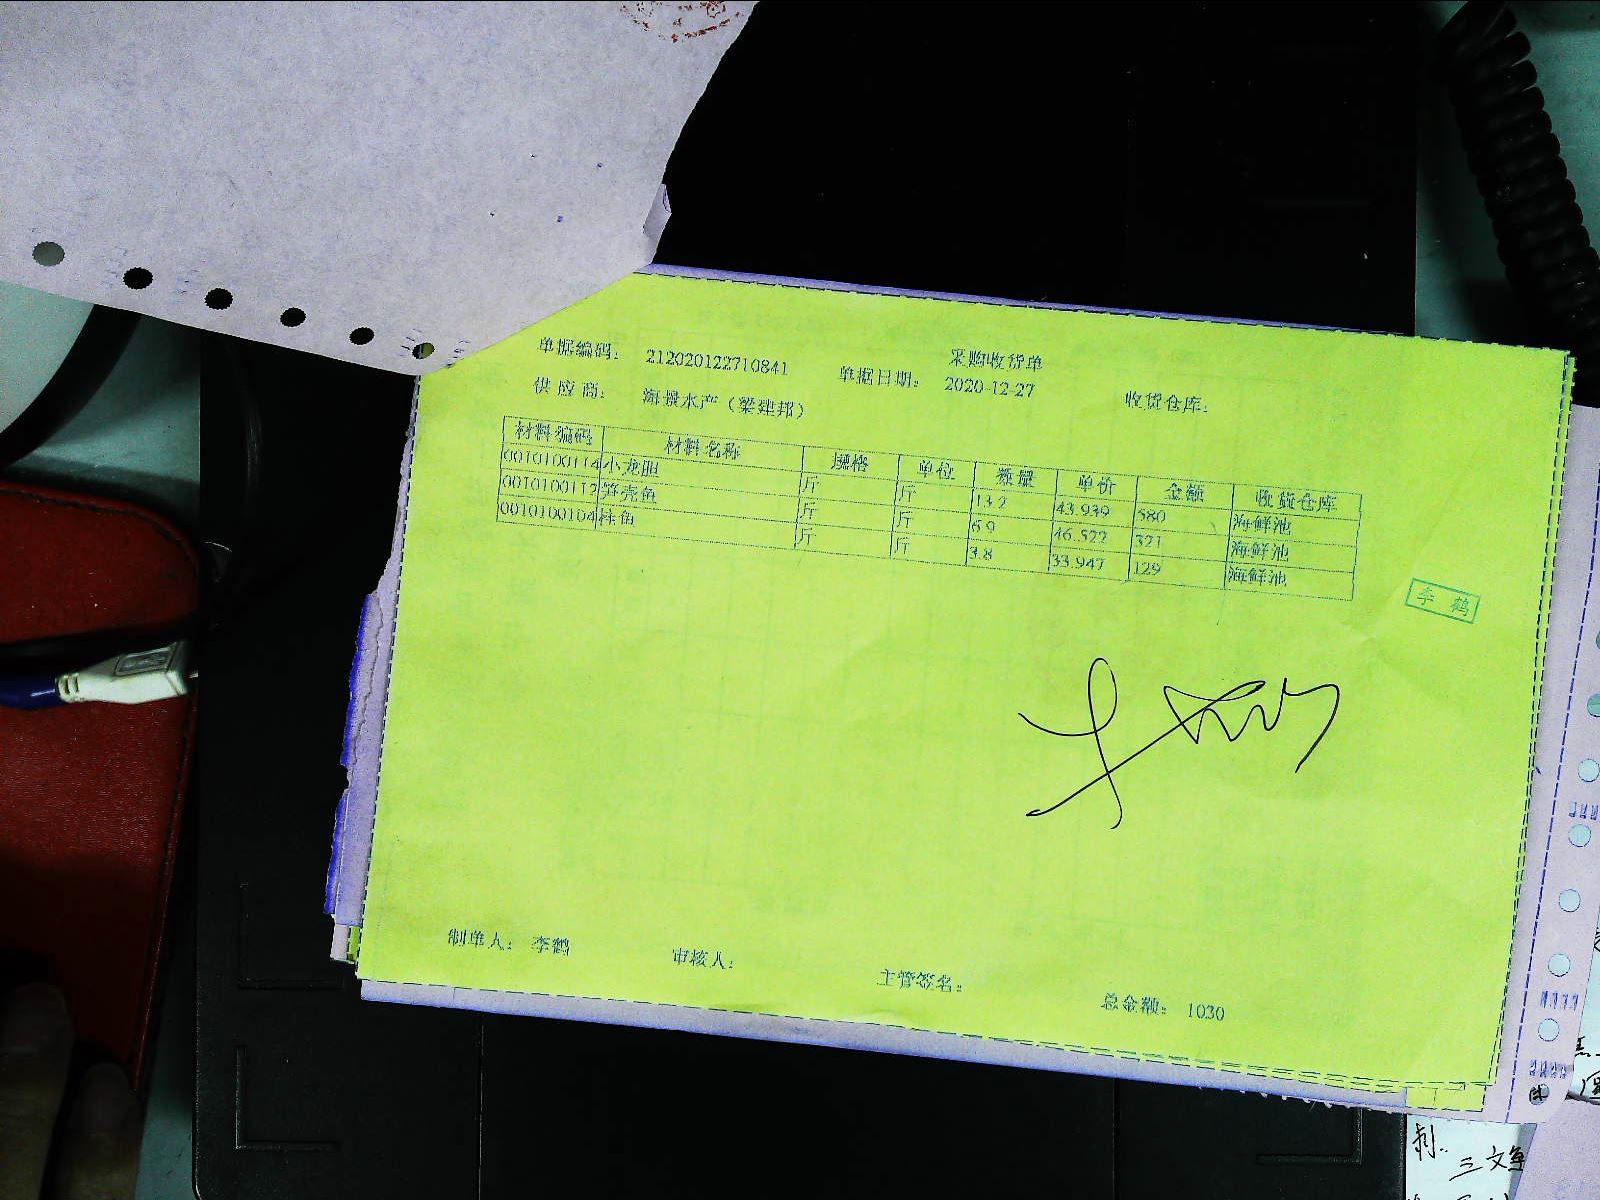 采购收货单
单据编码: 212020122710841 单据日期: 2020-12-27 收货仓库:
供应商: 海景水产（梁建邦）
材料编码 材料名称 规格 单位 数量 单价 金额 收货仓库
0010100114 小龙胆 斤 斤 13.2 43.939 580 海鲜池
0010100112 笋壳鱼 斤 斤 6.9 46.522 321 海鲜池
0010100104 桂鱼 斤 斤 3.8 33.947 129 海鲜池
李鹤
制单人: 李鹤 审核人: 主管签名: 总金额: 1030